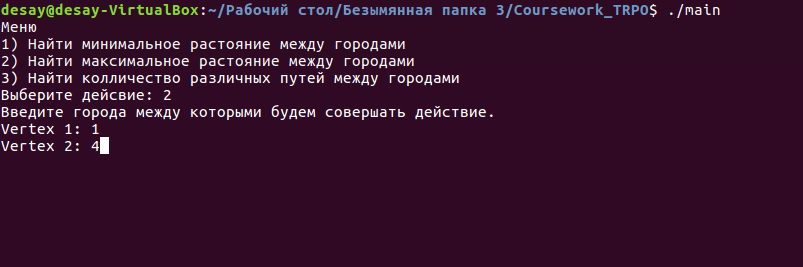 desay@desay-VirtualBox:~/Рабочий стол/Безымянная папка 3/Coursework_TRPO$ ./main
Меню
1) Найти минимальное растояние между городами
2) Найти максимальное растояние между городами
3) Найти колличество различных путей между городами
Выберите дейсвие: 2
Введите города между которыми будем совершать действие.
Vertex 1: 1
Vertex 2: 4